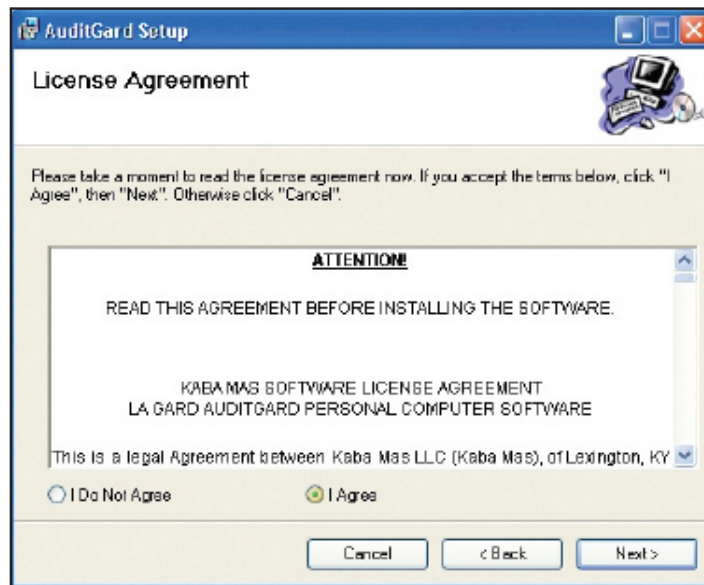 AuditGard Setup
License Agreement
Please take a moment to read the license agreement now. If you accept the terms below, click "I
Agree", then "Next". Otherwise click "Cancel".
ATTENTION!
READ THIS AGREEMENT BEFORE INSTALLING THE SOFTWARE.
KABA MAS SOFTWARE LICENSE AGREEMENT
LA GARD AUDITGARD PERSONAL COMPUTER SOFTWARE
This is a legal Agreement between Kaba Mas LLC (Kaba Mas), of Lexington, KY
I Do Not Agree
I Agree
Cancel
< Back
Next >